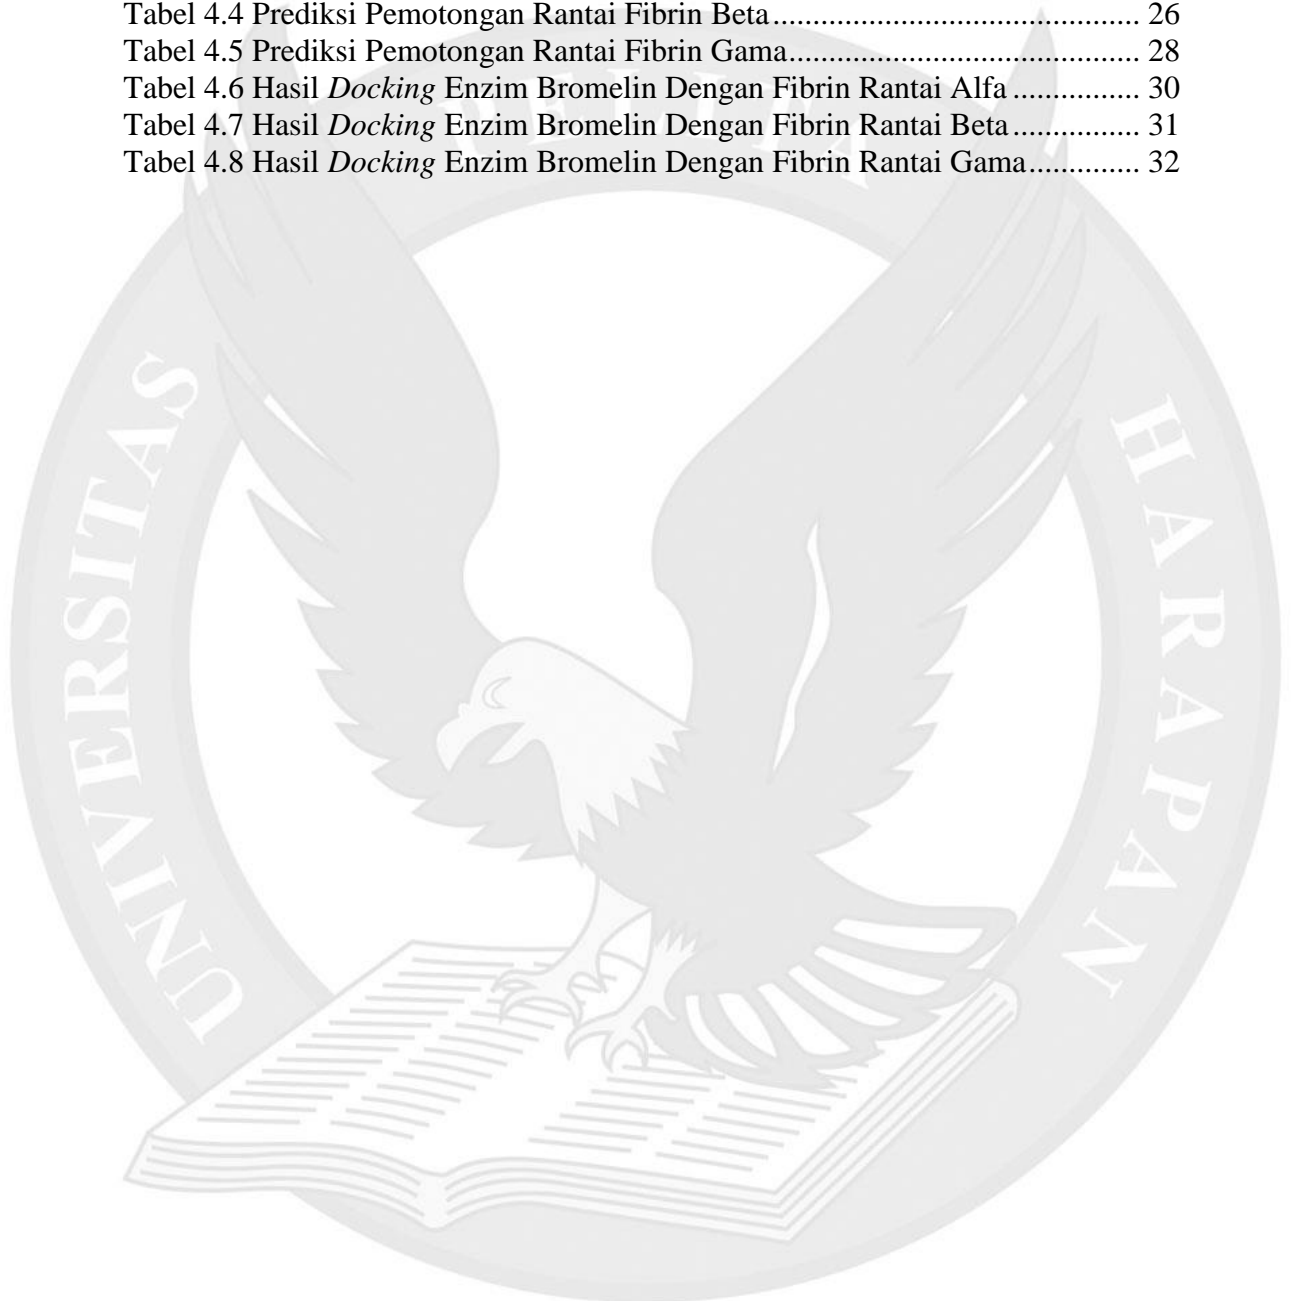 Tabel 4.4 Prediksi Pemotongan Rantai Fibrin Beta............................................. 26
Tabel 4.5 Prediksi Pemotongan Rantai Fibrin Gama........................................... 28
Tabel 4.6 Hasil Docking Enzim Bromelin Dengan Fibrin Rantai Alfa ................ 30
Tabel 4.7 Hasil Docking Enzim Bromelin Dengan Fibrin Rantai Beta ................ 31
Tabel 4.8 Hasil Docking Enzim Bromelin Dengan Fibrin Rantai Gama.............. 32
UNIVERSITAS
PELITA
HARAPAN